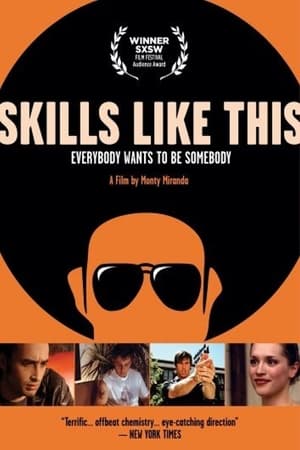 WINNER
SXSW
FILM FESTIVAL
Audience Award
SKILLS LIKE THIS
EVERYBODY WANTS TO BE SOMEBODY
A Film by Monty Miranda
"Terrific... offbeat chemistry... eye-catching direction"
— NEW YORK TIMES